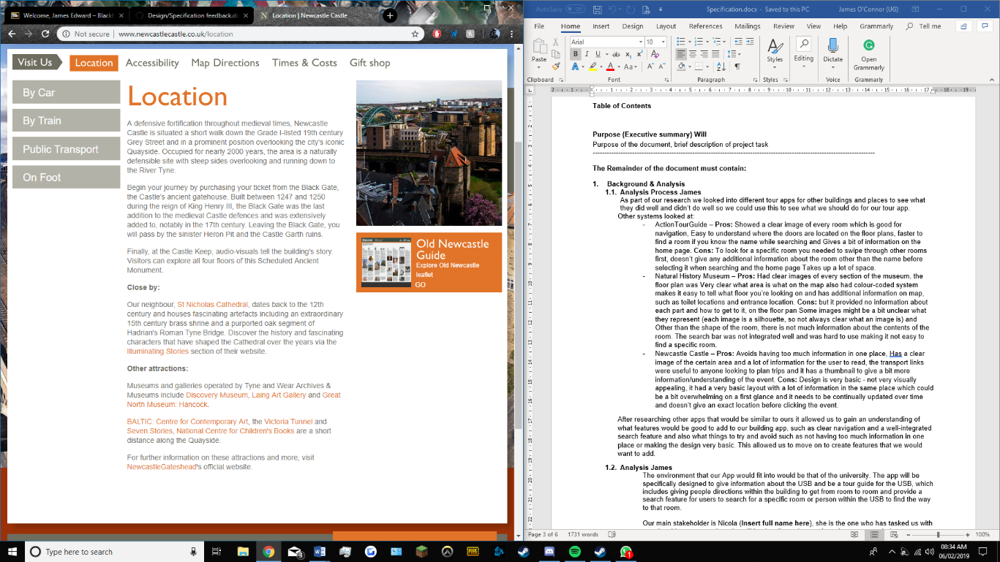 Welcome, James Edward – Black
Design/Specification feedback.do
Location | Newcastle Castle
Not secure | www.newcastlecastle.co.uk/location
Visit Us
Location
Accessibility
Map Directions
Times & Costs
Gift shop
By Car
By Train
Public Transport
On Foot
Location
A defensive fortification throughout medieval times, Newcastle
Castle is situated a short walk down the Grade I-listed 19th century
Grey Street and in a prominent position overlooking the city's iconic
Quayside. Occupied for nearly 2000 years, the area is a naturally
defensible site with steep sides overlooking and running down to
the River Tyne.
Begin your journey by purchasing your ticket from the Black Gate,
the Castle's ancient gatehouse. Built between 1247 and 1250
during the reign of King Henry III, the Black Gate was the last
addition to the medieval Castle defences and was extensively
added to, notably in the 17th century. Leaving the Black Gate, you
will pass by the sinister Heron Pit and the Castle Garth ruins.
Finally, at the Castle Keep, audio-visuals tell the building's story.
Visitors can explore all four floors of this Scheduled Ancient
Monument.
Close by:
Our neighbour, St Nicholas Cathedral, dates back to the 12th
century and houses fascinating artefacts including an extraordinary
15th century brass shrine and a purported oak segment of
Hadrian's Roman Tyne Bridge. Discover the history and fascinating
characters that have shaped the Cathedral over the years via the
Illuminating Stories section of their website.
Other attractions:
Museums and galleries operated by Tyne and Wear Archives &
Museums include Discovery Museum, Laing Art Gallery and Great
North Museum: Hancock.
BALTIC: Centre for Contemporary Art, the Victoria Tunnel and
Seven Stories, National Centre for Children's Books are a short
distance along the Quayside.
For further information on these attractions and more, visit
NewcastleGateshead's official website.
Old Newcastle
Guide
Explore Old Newcastle
leaflet
GO
AutoSave Off
Specification.docx - Saved to this PC
James O'Connor (UG)
File Home Insert Design Layout References Mailings Review View Help Grammarly Tell me
Paste
Arial 10
Styles
Editing
Dictate
Open
Grammarly
Clipboard Font Paragraph Styles Voice Grammarly
Table of Contents
Purpose (Executive summary) Will
Purpose of the document, brief description of project task
The Remainder of the document must contain:
1. Background & Analysis
1.1. Analysis Process James
As part of our research we looked into different tour apps for other buildings and places to see what
they did well and didn't do well so we could use this to see what we should do for our tour app.
Other systems looked at:
- ActIonTourGuide – Pros: Showed a clear image of every room which is good for
navigation, Easy to understand where the doors are located on the floor plans, faster to
find a room if you know the name while searching and Gives a bit of information on the
home page. Cons: To look for a specific room you needed to swipe through other rooms
first, doesn't give any additional information about the room other than the name before
selecting it when searching and the home page Takes up a lot of space.
- Natural History Museum – Pros: Had clear images of every section of the museum, the
floor plan was Very clear what area is what on the map also had colour-coded system
makes it easy to tell what floor you're looking on and has additional information on map,
such as toilet locations and entrance location. Cons: but it provided no information about
each part and how to get to it, on the floor pan Some images might be a bit unclear what
they represent (each image is a silhouette, so not always clear what an image is) and
Other than the shape of the room, there is not much information about the contents of the
room. The search bar was not integrated well and was hard to use making it not easy to
find a specific room.
- Newcastle Castle – Pros: Avoids having too much information in one place, Has a clear
image of the certain area and a lot of information for the user to read, the transport links
were useful to anyone looking to plan trips and it has a thumbnail to give a bit more
information/understanding of the event. Cons: Design is very basic - not very visually
appealing, it had a very basic layout with a lot of information in the same place which could
be a bit overwhelming on a first glance and it needs to be continually updated over time
and doesn't give an exact location before clicking the event.
After researching other apps that would be similar to ours it allowed us to gain an understanding of
what features would be good to add to our building app, such as clear navigation and a well-integrated
search feature and also what things to try and avoid such as not having too much information in one
place or making the design very basic. This allowed us to move on to create features that we would
want to add.
1.2. Analysis James
The environment that our App would fit into would be that of the university. The app will be
specifically designed to give information about the USB and be a tour guide for the USB, which
includes giving people directions within the building to get from room to room and provide a
search feature for users to search for a specific room or person within the USB to find the way
to that room.
Our main stakeholder is Nicola (Insert full name here), she is the one who has tasked us with
Page 3 of 6 1731 words
100%
Type here to search
08:34 AM
06/02/2019